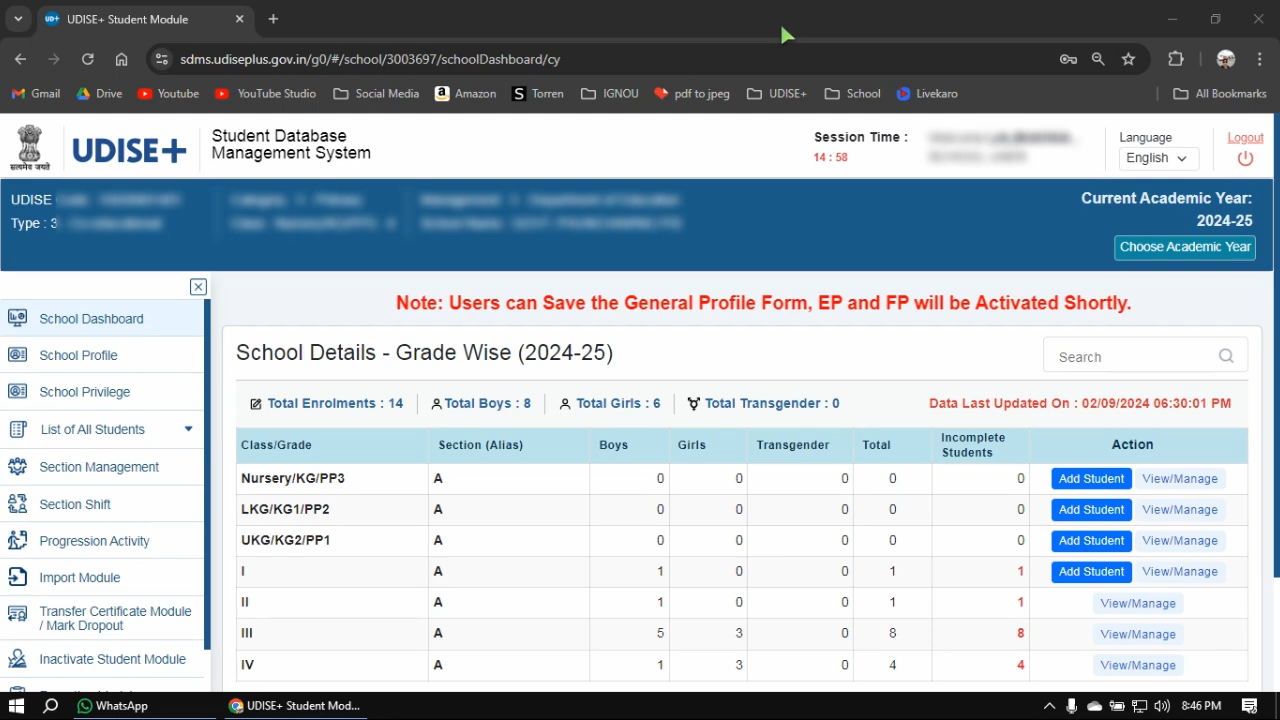 UDISE+ Student Module
sdms.udiseplus.gov.in/g0/#/school/3003697/schoolDashboard/cy
Gmail Drive Youtube YouTube Studio Social Media Amazon Torren IGNOU pdf to jpeg UDISE+ School Livekaro All Bookmarks
सत्यमेव जयते
UDISE+
Student Database
Management System
Session Time :
14 : 58
Language
English
Logout
UDISE
Type : 3
Current Academic Year:
2024-25
Choose Academic Year
School Dashboard
School Profile
School Privilege
List of All Students
Section Management
Section Shift
Progression Activity
Import Module
Transfer Certificate Module
/ Mark Dropout
Inactivate Student Module
Note: Users can Save the General Profile Form, EP and FP will be Activated Shortly.
School Details - Grade Wise (2024-25)
Search
Total Enrolments : 14 Total Boys : 8 Total Girls : 6 Total Transgender : 0 Data Last Updated On : 02/09/2024 06:30:01 PM
Class/Grade Section (Alias) Boys Girls Transgender Total Incomplete Students Action
Nursery/KG/PP3 A 0 0 0 0 0 Add Student View/Manage
LKG/KG1/PP2 A 0 0 0 0 0 Add Student View/Manage
UKG/KG2/PP1 A 0 0 0 0 0 Add Student View/Manage
I A 1 0 0 1 1 Add Student View/Manage
II A 1 0 0 1 1 View/Manage
III A 5 3 0 8 8 View/Manage
IV A 1 3 0 4 4 View/Manage
WhatsApp UDISE+ Student Mod... 8:46 PM